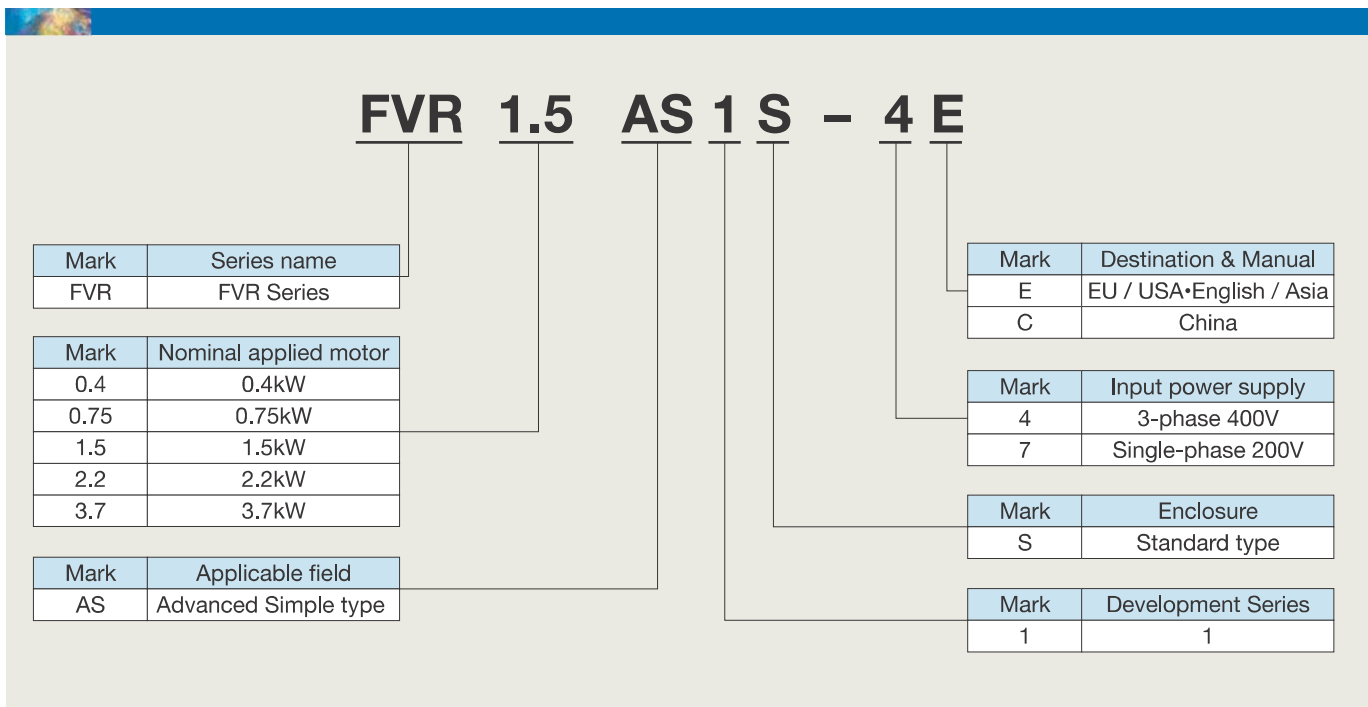 FVR 1.5 AS 1 S – 4 E
Mark Series name
FVR FVR Series
Mark Nominal applied motor
0.4 0.4kW
0.75 0.75kW
1.5 1.5kW
2.2 2.2kW
3.7 3.7kW
Mark Applicable field
AS Advanced Simple type
Mark Destination & Manual
E EU / USA•English / Asia
C China
Mark Input power supply
4 3-phase 400V
7 Single-phase 200V
Mark Enclosure
S Standard type
Mark Development Series
1 1